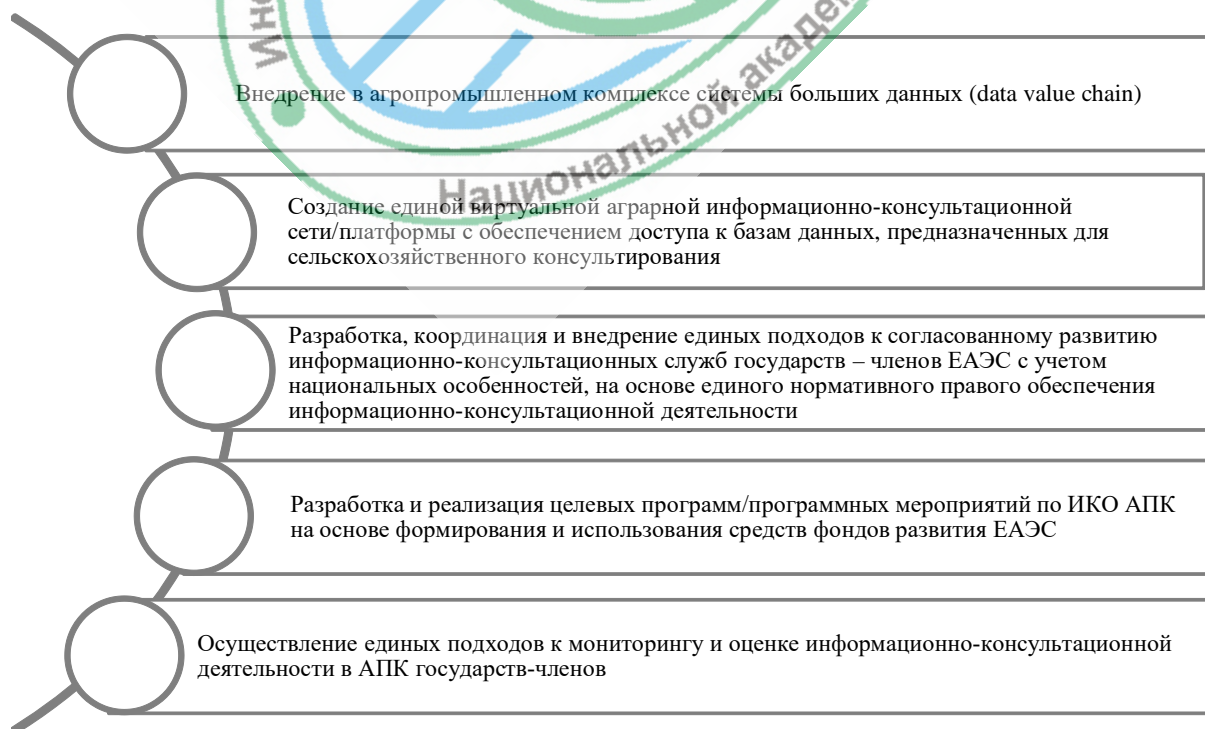 Национальной
Внедрение в агропромышленном комплексе системы больших данных (data value chain)
Создание единой виртуальной аграрной информационно-консультационной
сети/платформы с обеспечением доступа к базам данных, предназначенных для
сельскохозяйственного консультирования
Разработка, координация и внедрение единых подходов к согласованному развитию
информационно-консультационных служб государств – членов ЕАЭС с учетом
национальных особенностей, на основе единого нормативного правого обеспечения
информационно-консультационной деятельности
Разработка и реализация целевых программ/программных мероприятий по ИКО АПК
на основе формирования и использования средств фондов развития ЕАЭС
Осуществление единых подходов к мониторингу и оценке информационно-консультационной
деятельности в АПК государств-членов